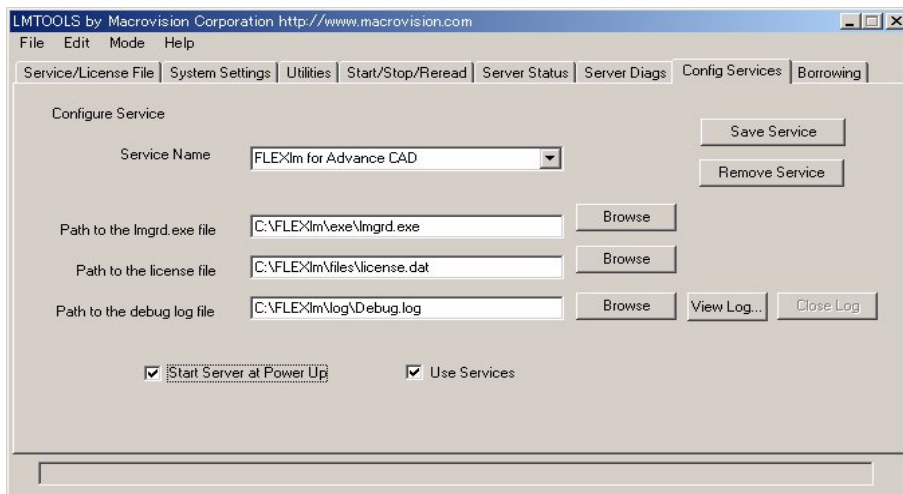 LMTOOLS by Macrovision Corporation http://www.macrovision.com
File Edit Mode Help
Service/License File System Settings Utilities Start/Stop/Reread Server Status Server Diags Config Services Borrowing
Configure Service
Save Service
Service Name FLEXlm for Advance CAD
Remove Service
Path to the lmgrd.exe file C:\FLEXlm\exe\lmgrd.exe Browse
Path to the license file C:\FLEXlm\files\license.dat Browse
Path to the debug log file C:\FLEXlm\log\Debug.log Browse View Log... Close Log
Start Server at Power Up Use Services